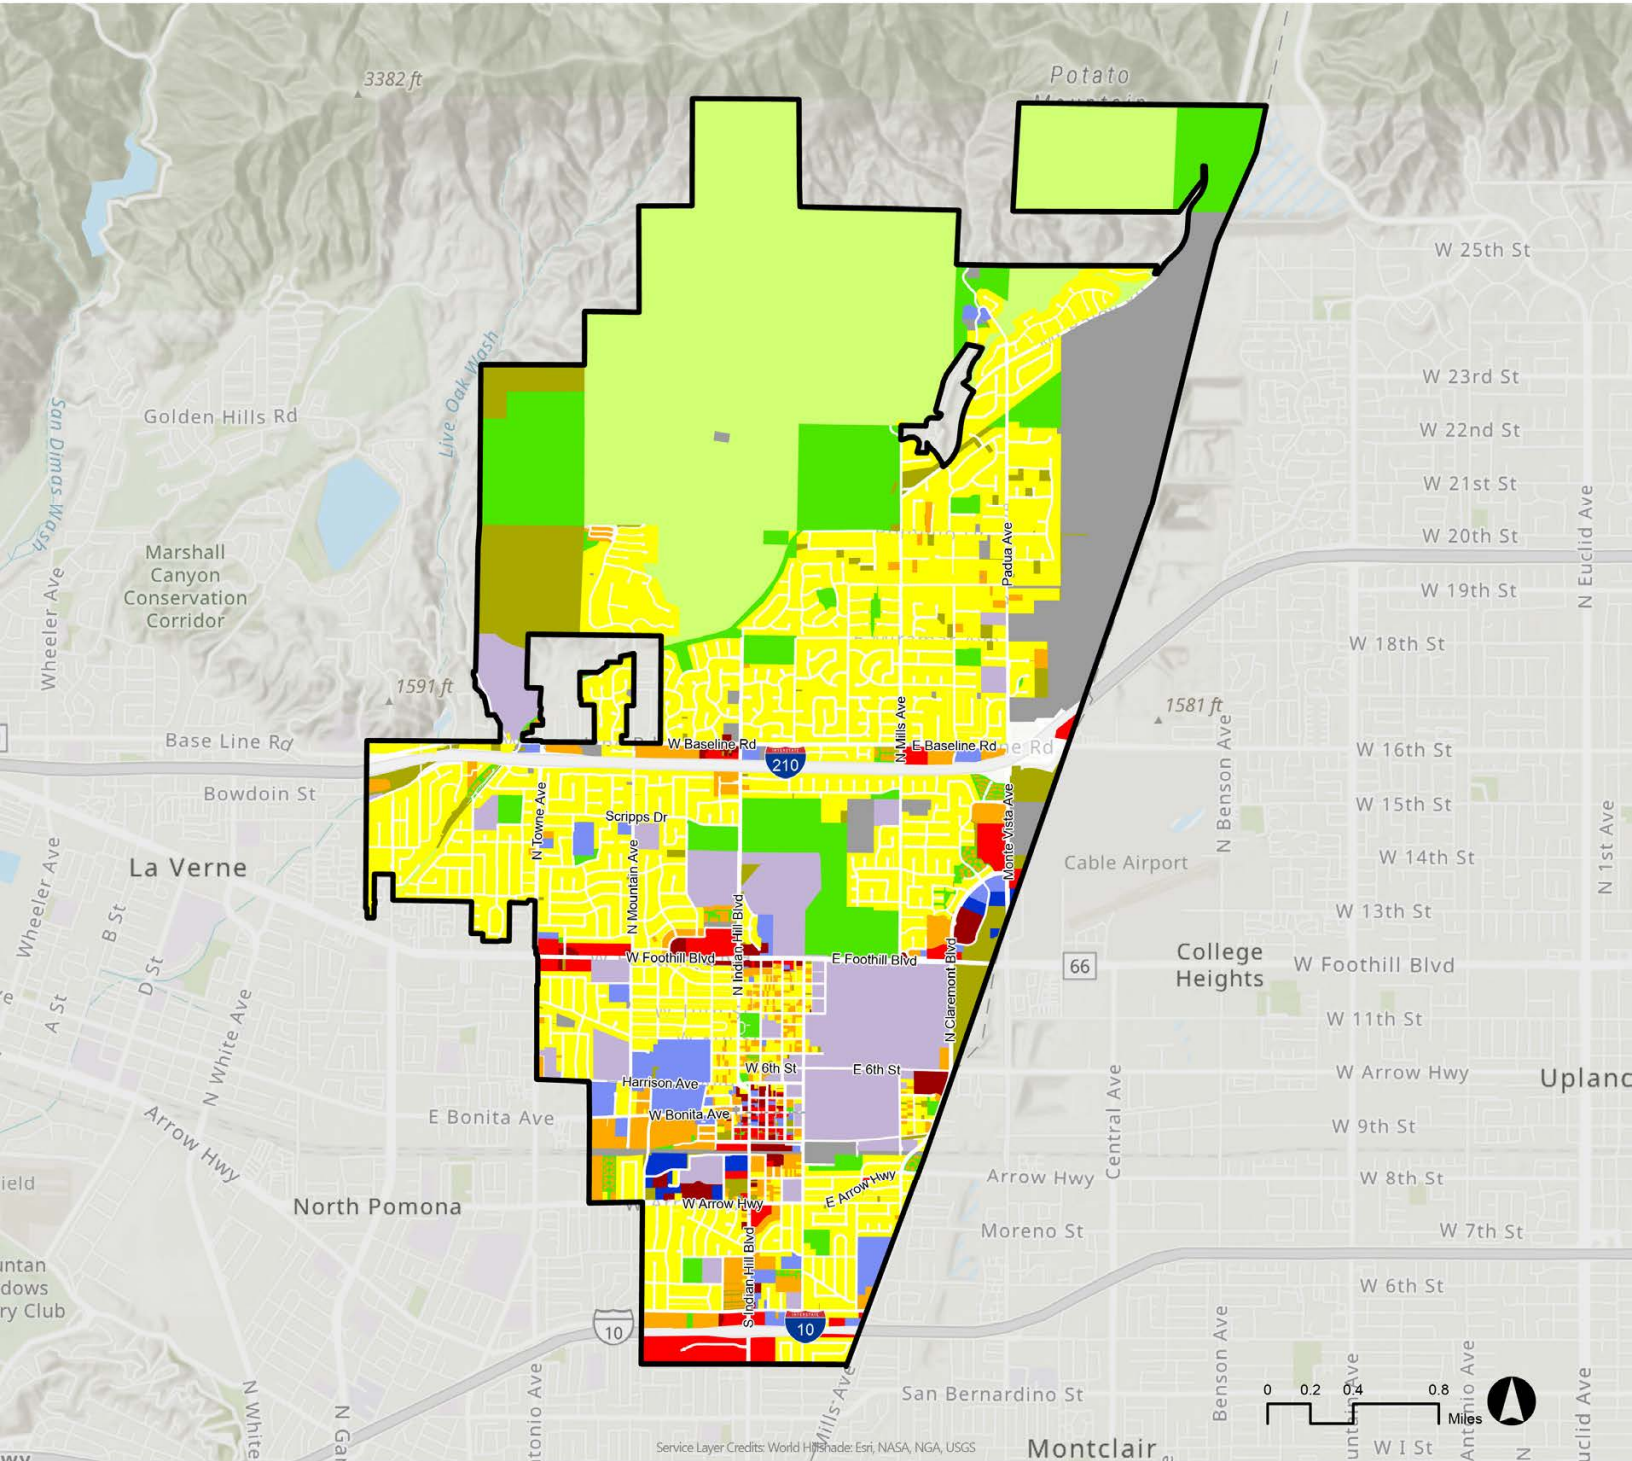 3382 ft
Potato
Mountain
W 25th St
Live Oak Wash
San Dimas Wash
Golden Hills Rd
W 23rd St
W 22nd St
W 21st St
N Euclid Ave
W 20th St
Padua Ave
Marshall
Canyon
Conservation
Corridor
Wheeler Ave
W 19th St
W 18th St
1591 ft
1581 ft
N Mills Ave
Base Line Rd
W Baseline Rd
E Baseline Rd
210
W 16th St
N Benson Ave
Bowdoin St
N Towne Ave
Scripps Dr
Monte Vista Ave
W 15th St
N 1st Ave
La Verne
N Mountain Ave
Cable Airport
W 14th St
Wheeler Ave
B St
N Indian Hill Blvd
W 13th St
D St
W Foothill Blvd
E Foothill Blvd
N Claremont Blvd
66
College
Heights
W Foothill Blvd
A St
N White Ave
W 11th St
W 6th St
E 6th St
Harrison Ave
W Arrow Hwy
Central Ave
Arrow Hwy
E Bonita Ave
W Bonita Ave
W 9th St
E Arrow Hwy
Arrow Hwy
W 8th St
North Pomona
W Arrow Hwy
S Indian Hill Blvd
Moreno St
W 7th St
W 6th St
10
10
Benson Ave
N White
San Bernardino St
Mills Ave
0 0.2 0.4 0.8
Miles
Service Layer Credits: World Hillshade: Esri, NASA, NGA, USGS
Montclair
W I St